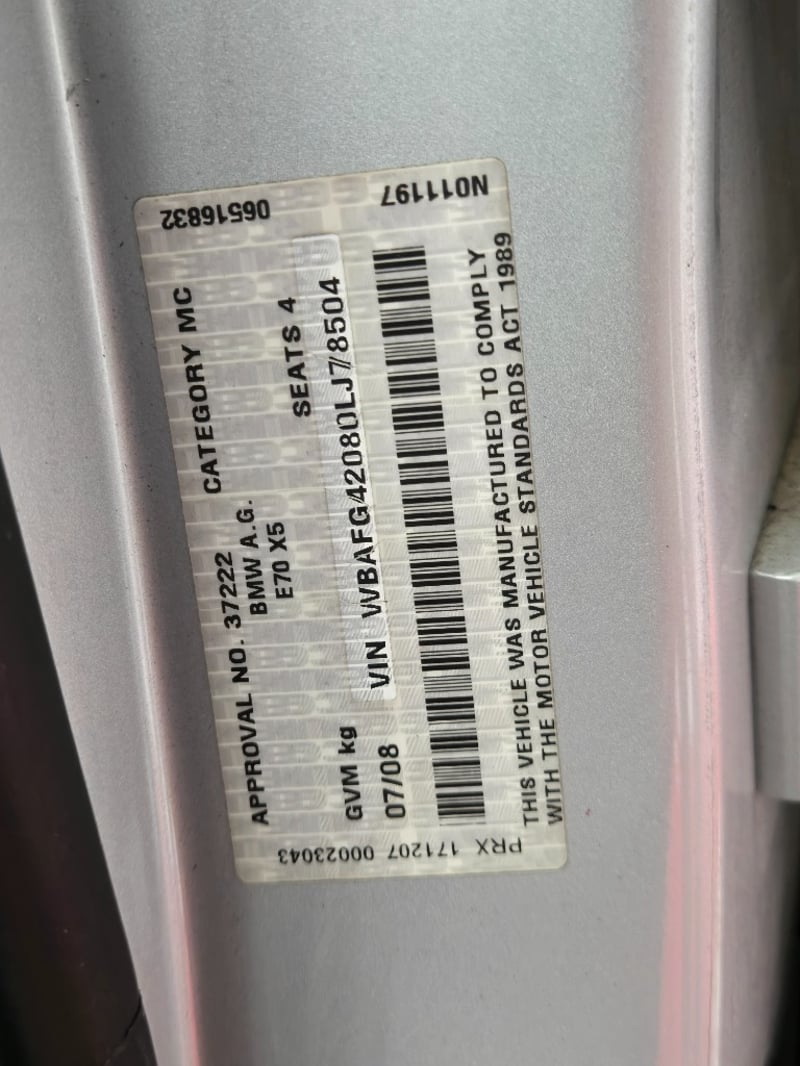 06516832
N011197
APPROVAL NO. 37222 CATEGORY MC
BMW A.G.
E70 X5
SEATS 4
GVM kg
VIN WBAFG42080LJ78504
07/08
THIS VEHICLE WAS MANUFACTURED TO COMPLY
WITH THE MOTOR VEHICLE STANDARDS ACT 1989
PRX 171207 00023043